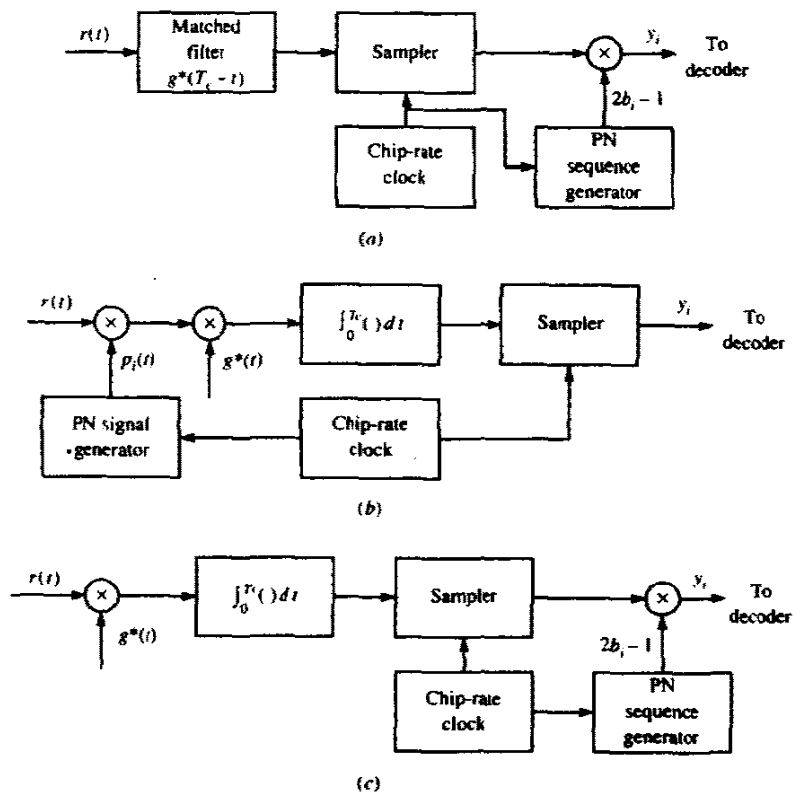 r(t)
Matched
filter
g*(T_c - t)
Sampler
×
y_i
To
decoder
2b_i - 1
Chip-rate
clock
PN
sequence
generator
(a)
r(t)
×
×
∫_0^{T_c} ( ) dt
Sampler
y_i
To
decoder
p_i(t)
g*(t)
PN signal
generator
Chip-rate
clock
(b)
r(t)
×
∫_0^{T_c} ( ) dt
Sampler
×
y_i
To
decoder
g*(t)
2b_i - 1
Chip-rate
clock
PN
sequence
generator
(c)